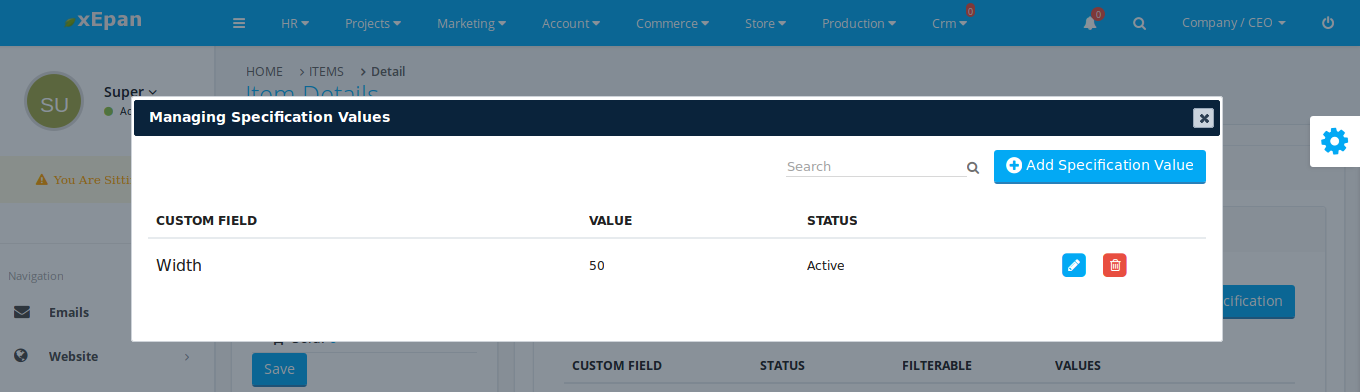 xEpan HR Projects Marketing Account Commerce Store Production Crm 0 0 Company / CEO
HOME ITEMS Detail
Item Details
SU Super
You Are Sitti
Navigation
Emails
Website
Managing Specification Values
Search Add Specification Value
CUSTOM FIELD VALUE STATUS
Width 50 Active
cification
Save
CUSTOM FIELD STATUS FILTERABLE VALUES